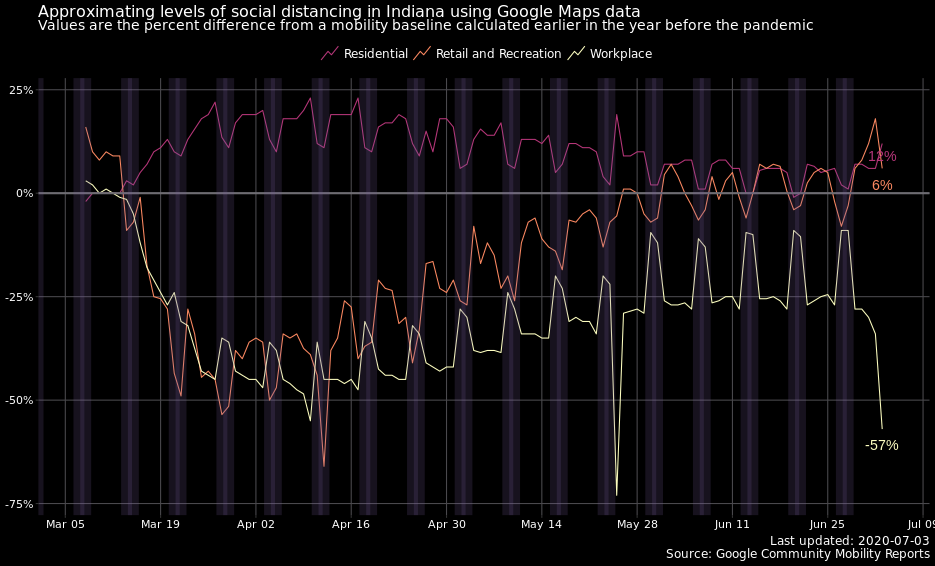 Approximating levels of social distancing in Indiana using Google Maps data
Values are the percent difference from a mobility baseline calculated earlier in the year before the pandemic
Residential Retail and Recreation Workplace
25%
0%
-25%
-50%
-75%
12%
6%
-57%
Mar 05 Mar 19 Apr 02 Apr 16 Apr 30 May 14 May 28 Jun 11 Jun 25 Jul 09
Last updated: 2020-07-03
Source: Google Community Mobility Reports